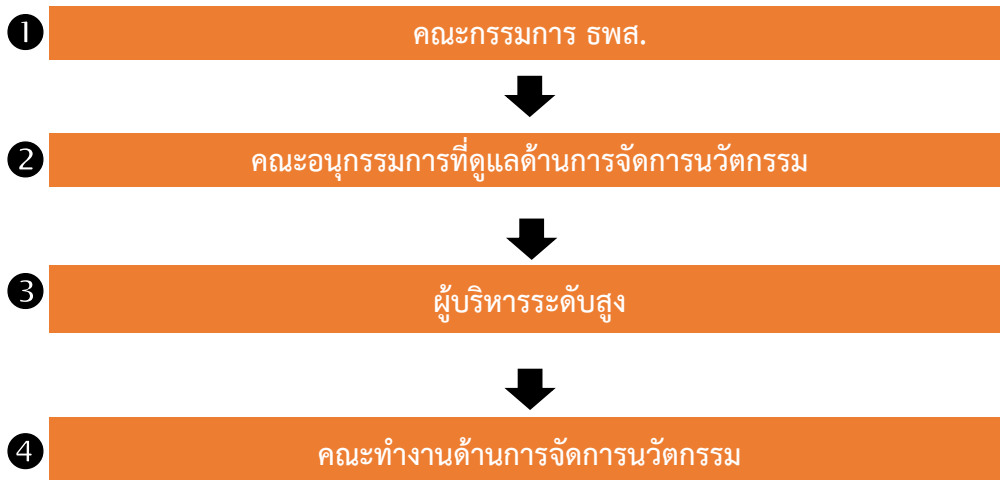 ❶ คณะกรรมการ ธพส.
❷ คณะอนุกรรมการที่ดูแลด้านการจัดการนวัตกรรม
❸ ผู้บริหารระดับสูง
❹ คณะทำงานด้านการจัดการนวัตกรรม